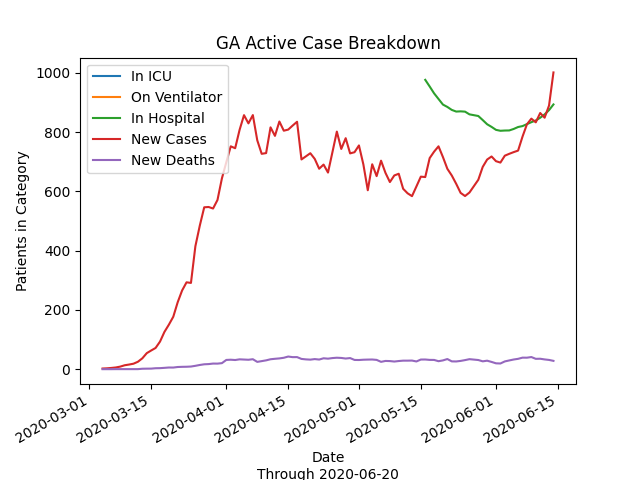 GA Active Case Breakdown
In ICU
On Ventilator
In Hospital
New Cases
New Deaths
Patients in Category
1000
800
600
400
200
0
2020-03-01
2020-03-15
2020-04-01
2020-04-15
2020-05-01
2020-05-15
2020-06-01
2020-06-15
Date
Through 2020-06-20